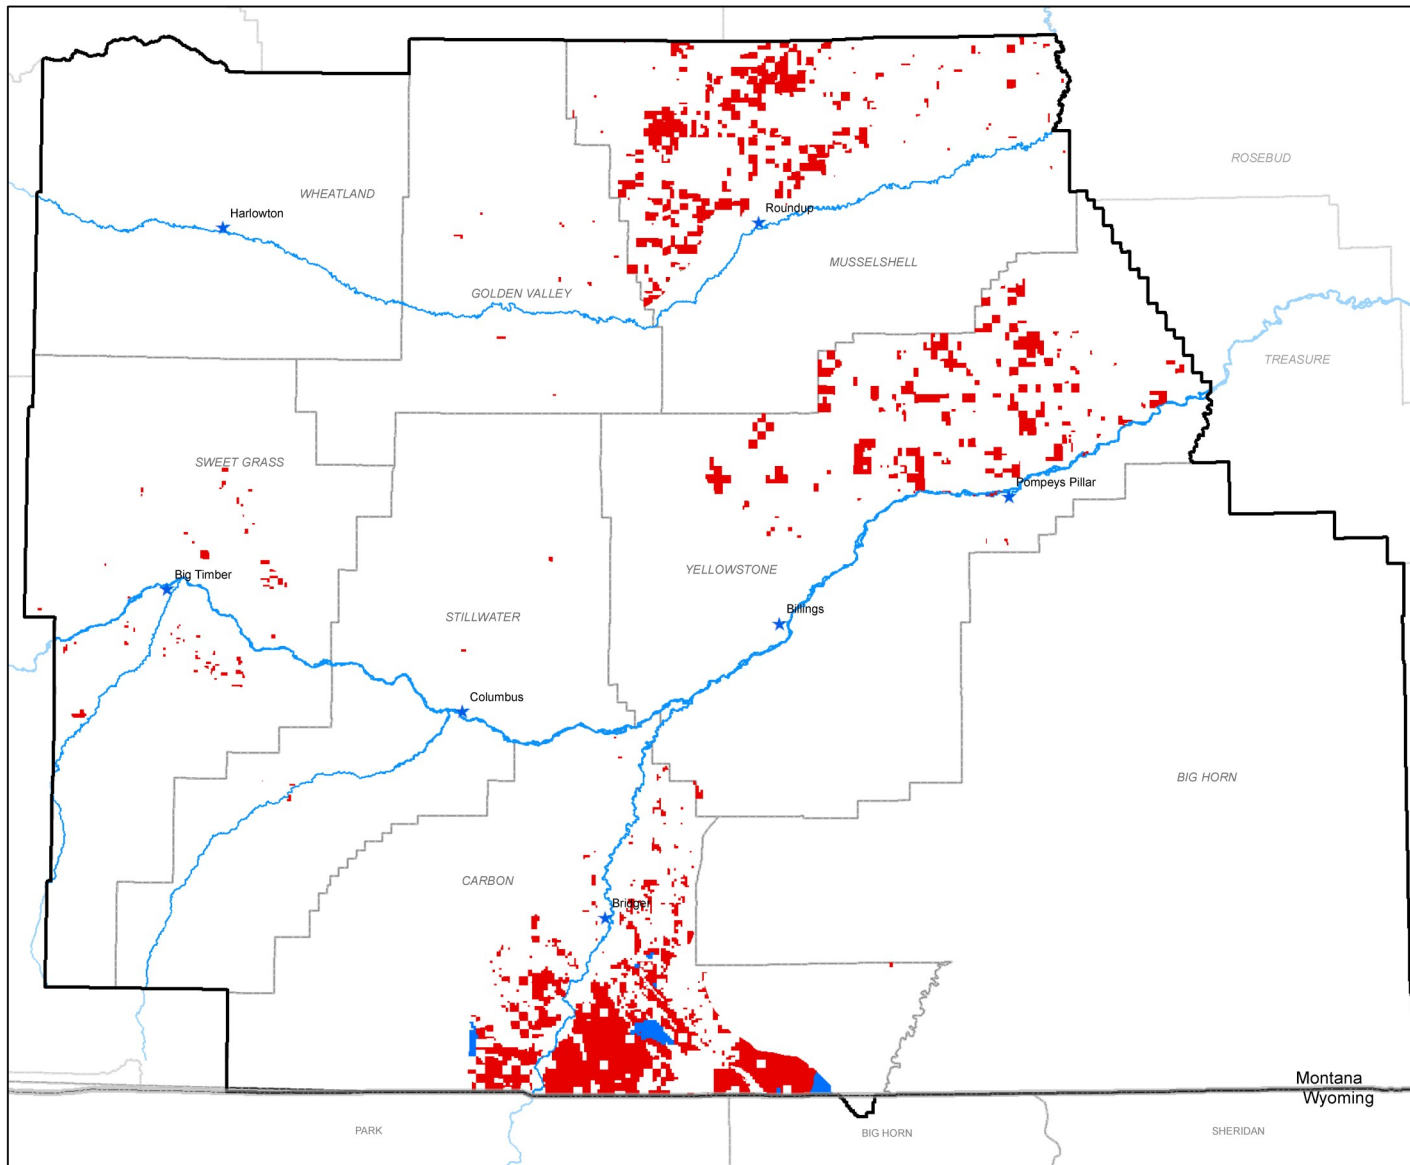 ROSEBUD
WHEATLAND
Harlowton
Roundup
MUSSELSHELL
GOLDEN VALLEY
TREASURE
SWEET GRASS
Pompeys Pillar
YELLOWSTONE
Big Timber
Billings
STILLWATER
Columbus
BIG HORN
CARBON
Bridger
Montana
Wyoming
PARK
BIG HORN
SHERIDAN